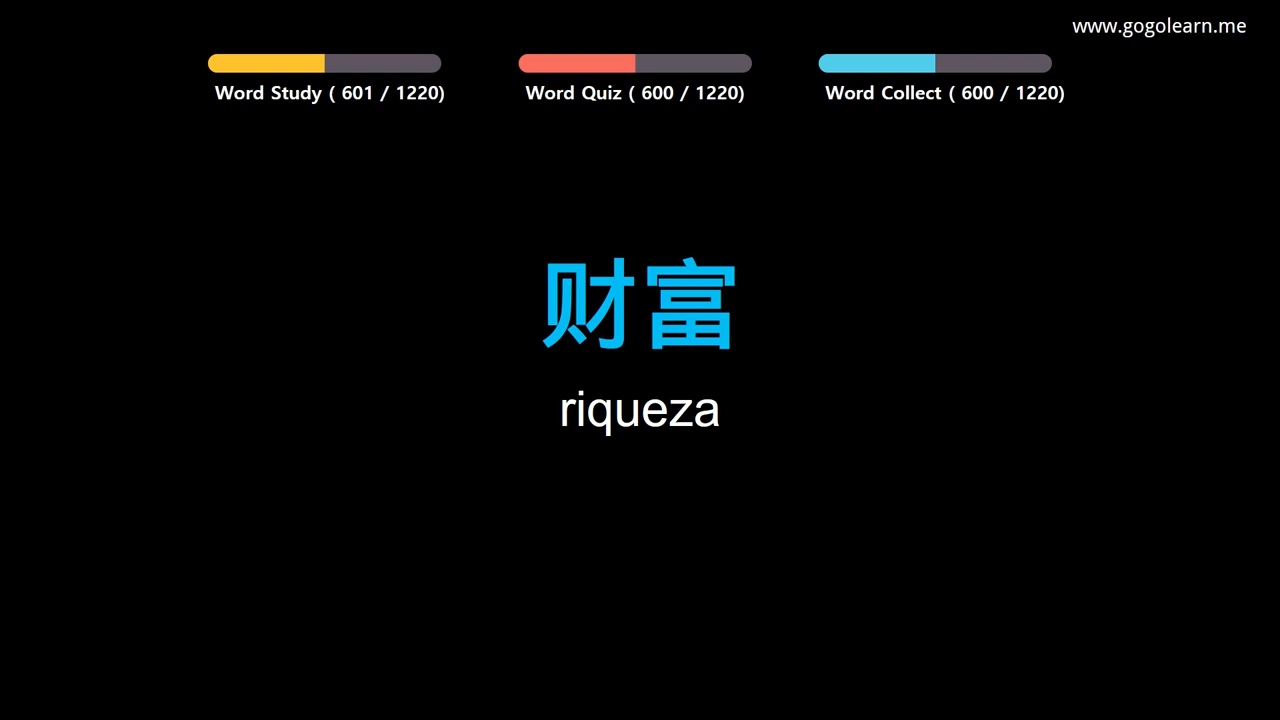 www.gogolearn.me
Word Study ( 601 / 1220)
Word Quiz ( 600 / 1220)
Word Collect ( 600 / 1220)
财富
riqueza